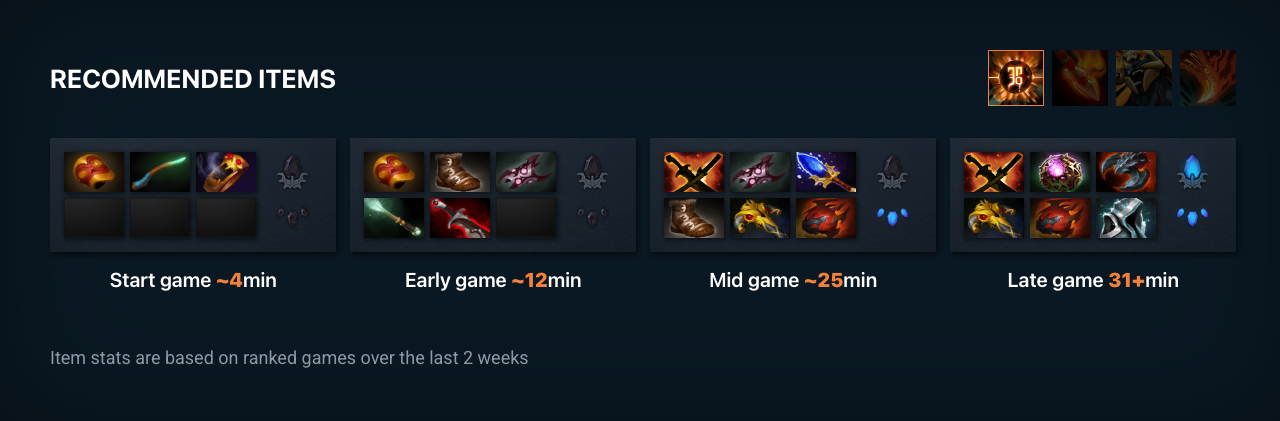 RECOMMENDED ITEMS
Start game ~4min
Early game ~12min
Mid game ~25min
Late game 31+min
Item stats are based on ranked games over the last 2 weeks